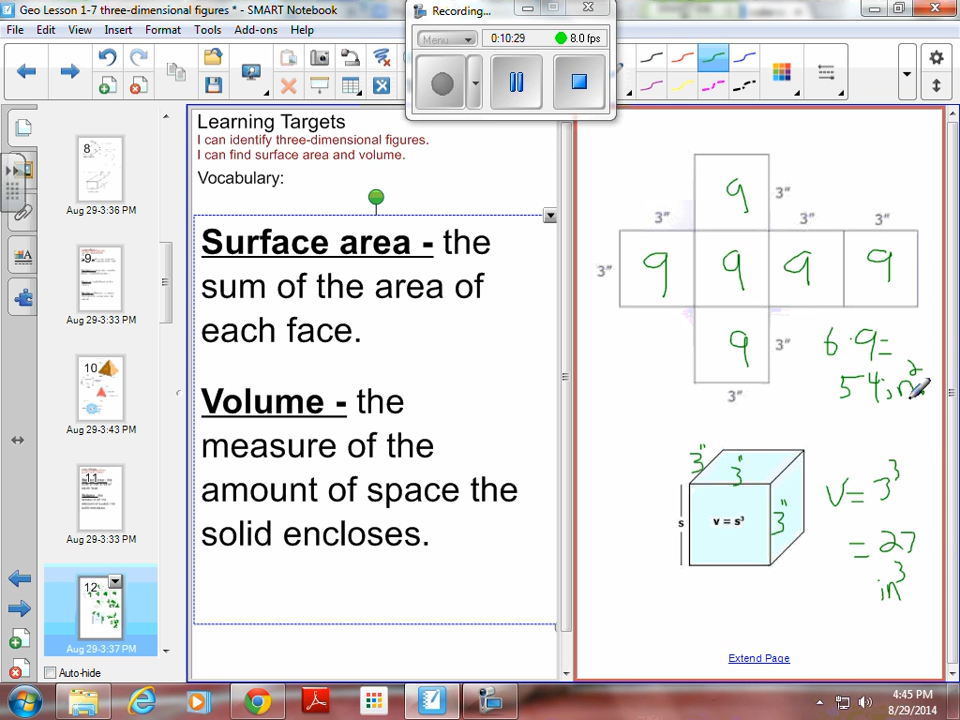 Geo Lesson 1-7 three-dimensional figures * - SMART Notebook
Recording...
File Edit View Insert Format Tools Add-ons Help
Menu 0:10:29 8.0 fps
8
Aug 29-3:36 PM
9
Aug 29-3:33 PM
10
Aug 29-3:43 PM
11
Aug 29-3:33 PM
12
Aug 29-3:37 PM
Auto-hide
Learning Targets
I can identify three-dimensional figures.
I can find surface area and volume.
Vocabulary:
Surface area - the
sum of the area of
each face.
Volume - the
measure of the
amount of space the
solid encloses.
9 3"
3" 3" 3"
3" 9 9 9 9
9 3"
3"
6·9=
54in²
3" 3"
3"
s v = s³
V= 3³
= 27
in³
Extend Page
4:45 PM
8/29/2014